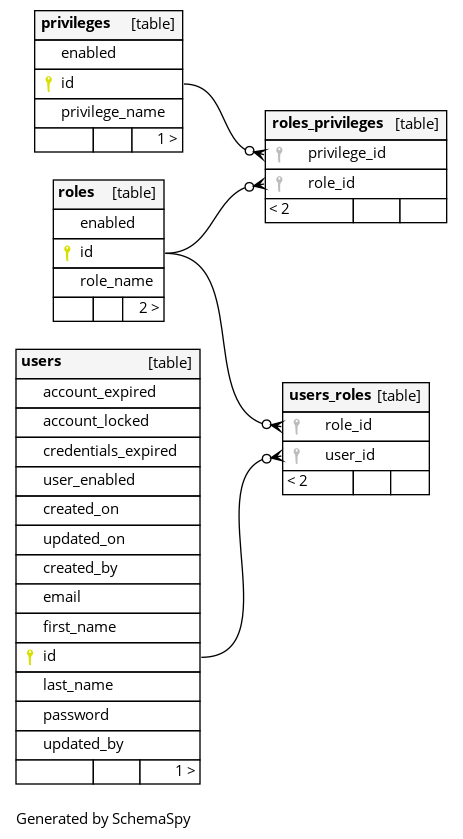 privileges [table]
enabled
id
privilege_name
1 >
roles_privileges [table]
privilege_id
role_id
< 2
roles [table]
enabled
id
role_name
2 >
users [table]
account_expired
account_locked
credentials_expired
user_enabled
created_on
updated_on
created_by
email
first_name
id
last_name
password
updated_by
1 >
users_roles [table]
role_id
user_id
< 2
Generated by SchemaSpy